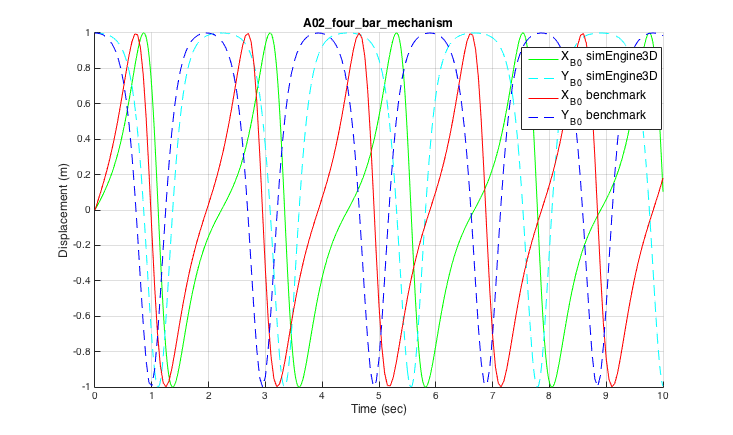 A02_four_bar_mechanism
X_B0 simEngine3D
Y_B0 simEngine3D
X_B0 benchmark
Y_B0 benchmark
Displacement (m)
1
0.8
0.6
0.4
0.2
0
-0.2
-0.4
-0.6
-0.8
-1
0 1 2 3 4 5 6 7 8 9 10
Time (sec)